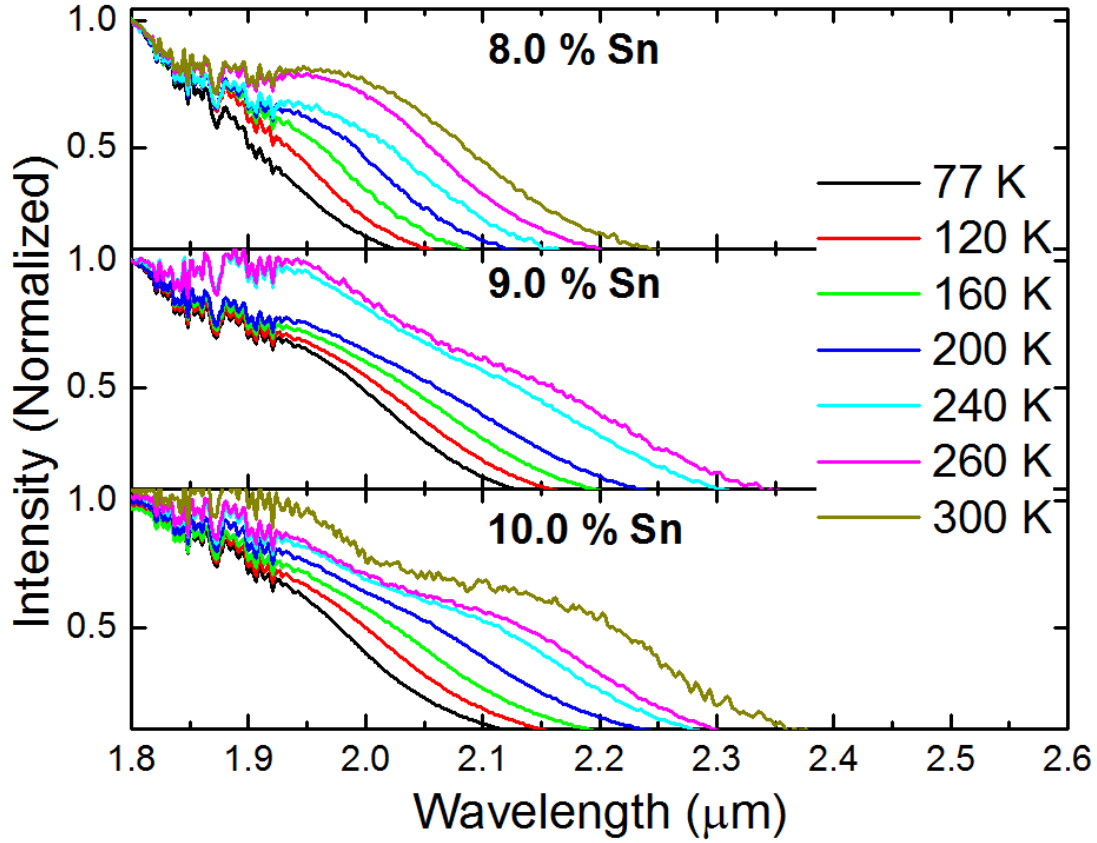 1.0
8.0 % Sn
0.5
77 K
120 K
1.0
9.0 % Sn
160 K
200 K
0.5
240 K
260 K
1.0
10.0 % Sn
300 K
0.5
Intensity (Normalized)
1.8 1.9 2.0 2.1 2.2 2.3 2.4 2.5 2.6
Wavelength (μm)